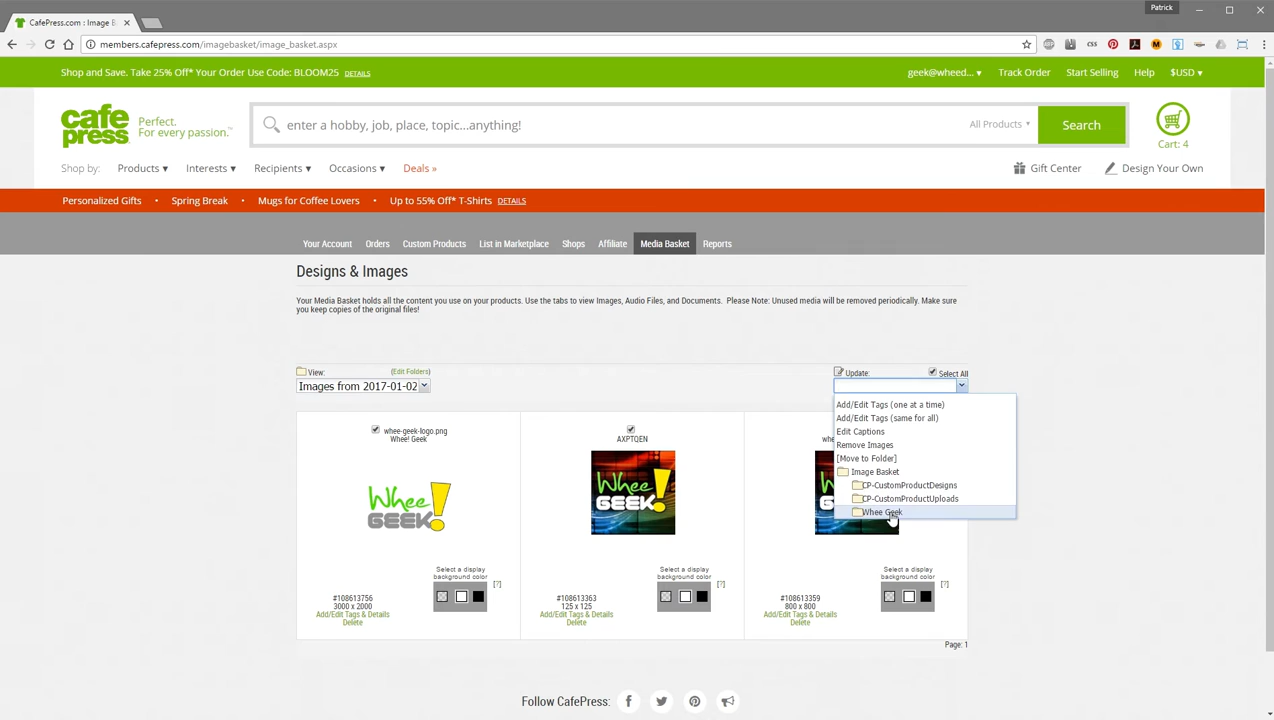 Patrick
CafePress.com : Image B
members.cafepress.com/imagebasket/image_basket.aspx
Shop and Save. Take 25% Off* Your Order Use Code: BLOOM25 DETAILS
geek@wheed... ▾ Track Order Start Selling Help $USD ▾
cafe press
Perfect.
For every passion.™
enter a hobby, job, place, topic...anything!
All Products ▾
Search
Cart: 4
Shop by: Products ▾ Interests ▾ Recipients ▾ Occasions ▾ Deals »
Gift Center Design Your Own
Personalized Gifts • Spring Break • Mugs for Coffee Lovers • Up to 55% Off* T-Shirts DETAILS
Your Account Orders Custom Products List in Marketplace Shops Affiliate Media Basket Reports
Designs & Images
Your Media Basket holds all the content you use on your products. Use the tabs to view Images, Audio Files, and Documents. Please Note: Unused media will be removed periodically. Make sure
you keep copies of the original files!
View: (Edit Folders)
Images from 2017-01-02
Update: Select All
Add/Edit Tags (one at a time)
Add/Edit Tags (same for all)
Edit Captions
Remove Images
[Move to Folder]
Image Basket
CP-CustomProductDesigns
CP-CustomProductUploads
Whee Geek
whee-geek-logo.png
Whee! Geek
Whee
GEEK!
Select a display
background color
[?]
#108613756
3000 x 2000
Add/Edit Tags & Details
Delete
AXPTQEN
Whee
GEEK!
Select a display
background color
[?]
#108613363
125 x 125
Add/Edit Tags & Details
Delete
whe
Select a display
background color
[?]
#108613359
800 x 800
Add/Edit Tags & Details
Delete
Page: 1
Follow CafePress: